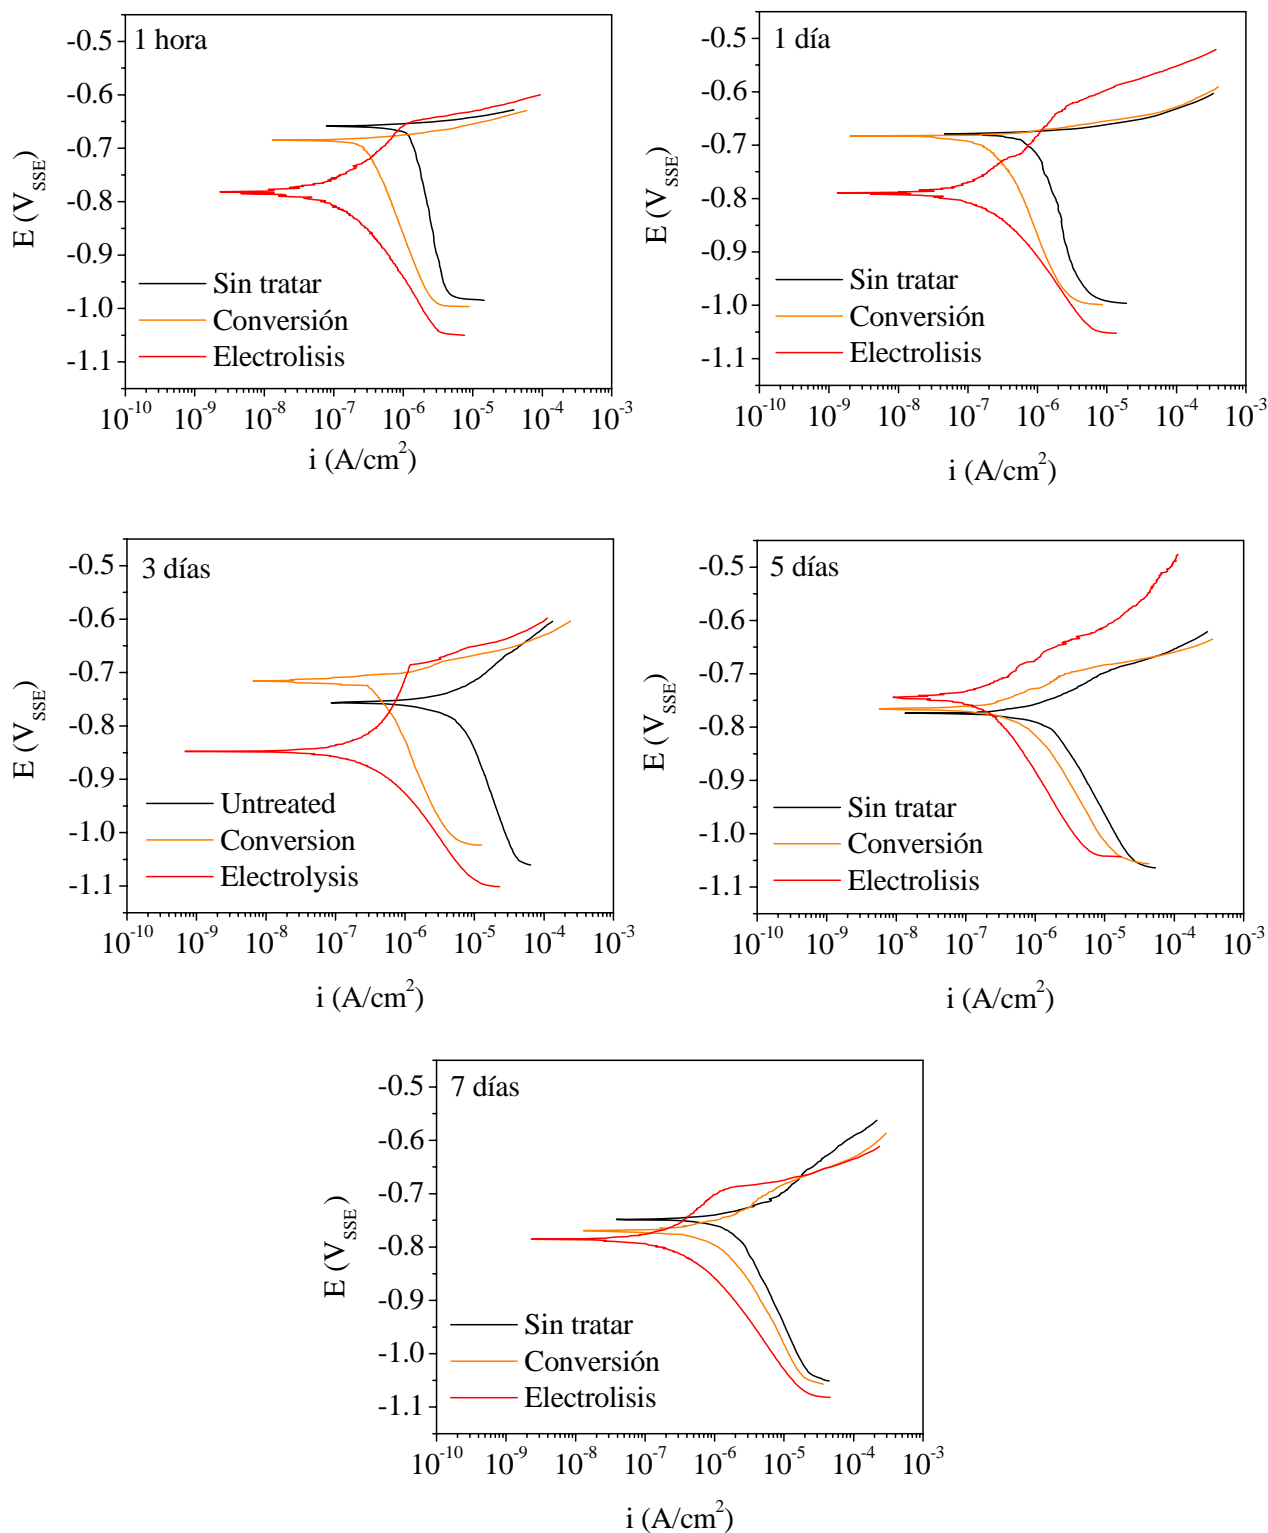 1 hora
-0.5
-0.6
-0.7
-0.8
-0.9
-1.0
-1.1
E (V_SSE)
Sin tratar
Conversión
Electrolisis
10^-10 10^-9 10^-8 10^-7 10^-6 10^-5 10^-4 10^-3
i (A/cm^2)
1 día
-0.5
-0.6
-0.7
-0.8
-0.9
-1.0
-1.1
E (V_SSE)
Sin tratar
Conversión
Electrolisis
10^-10 10^-9 10^-8 10^-7 10^-6 10^-5 10^-4 10^-3
i (A/cm^2)
3 días
-0.5
-0.6
-0.7
-0.8
-0.9
-1.0
-1.1
E (V_SSE)
Untreated
Conversion
Electrolysis
10^-10 10^-9 10^-8 10^-7 10^-6 10^-5 10^-4 10^-3
i (A/cm^2)
5 días
-0.5
-0.6
-0.7
-0.8
-0.9
-1.0
-1.1
E (V_SSE)
Sin tratar
Conversión
Electrolisis
10^-10 10^-9 10^-8 10^-7 10^-6 10^-5 10^-4 10^-3
i (A/cm^2)
7 días
-0.5
-0.6
-0.7
-0.8
-0.9
-1.0
-1.1
E (V_SSE)
Sin tratar
Conversión
Electrolisis
10^-10 10^-9 10^-8 10^-7 10^-6 10^-5 10^-4 10^-3
i (A/cm^2)